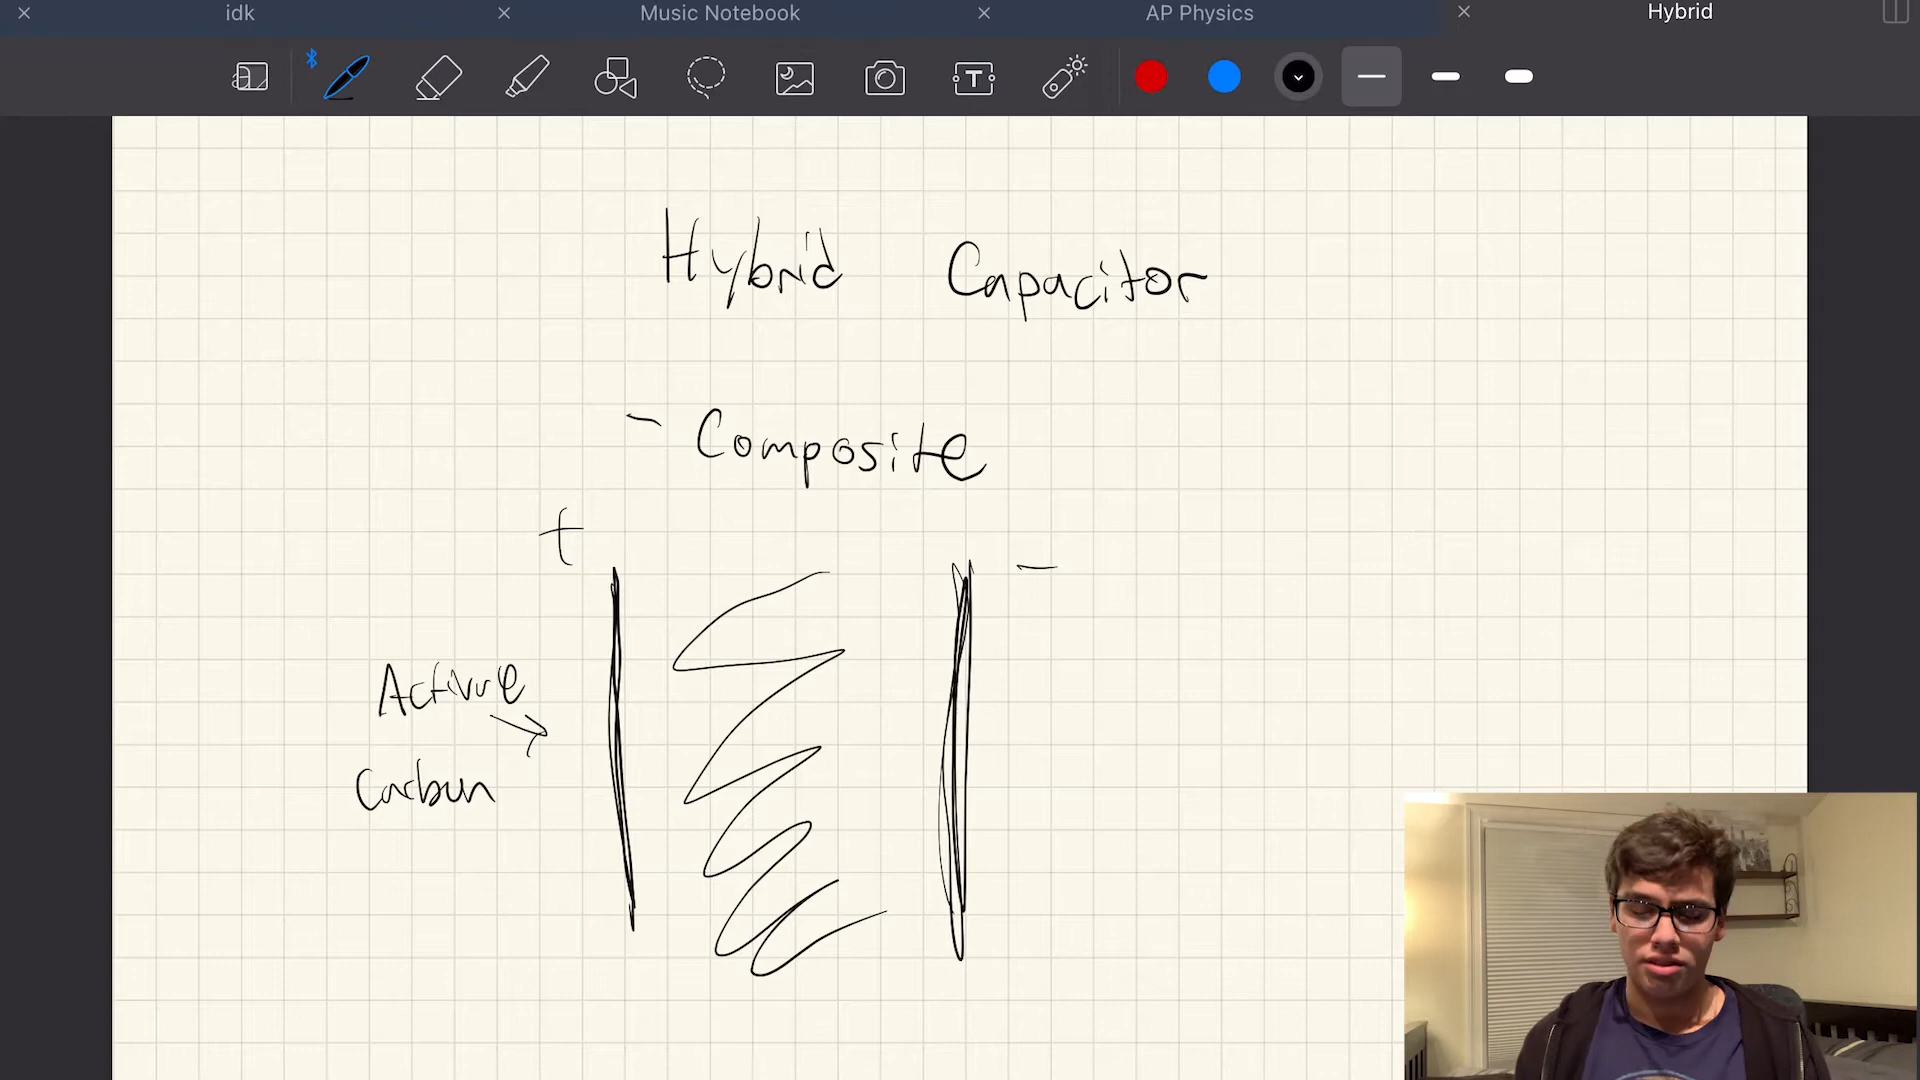 idk Music Notebook AP Physics Hybrid
a T
Hybrid Capacitor
- Composite
+ -
Active
Carbon